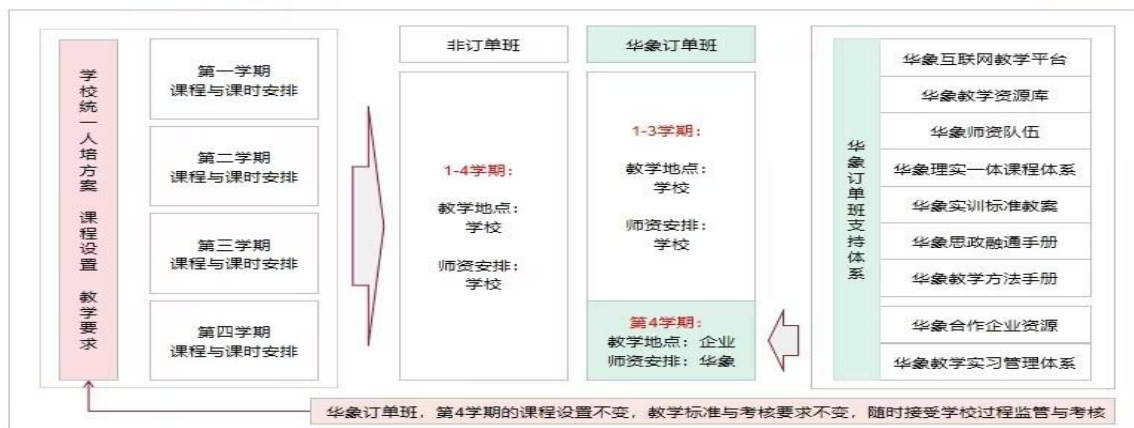 学校统一人培方案 课程设置 教学要求
第一学期
课程与课时安排
第二学期
课程与课时安排
第三学期
课程与课时安排
第四学期
课程与课时安排
非订单班
1-4学期：
教学地点：
学校
师资安排：
学校
华象订单班
1-3学期：
教学地点：
学校
师资安排：
学校
第4学期：
教学地点：企业
师资安排：华象
华象订单班支持体系
华象互联网教学平台
华象教学资源库
华象师资队伍
华象理实一体课程体系
华象实训标准教案
华象思政融通手册
华象教学方法手册
华象合作企业资源
华象教学实习管理体系
华象订单班，第4学期的课程设置不变，教学标准与考核要求不变，随时接受学校过程监管与考核